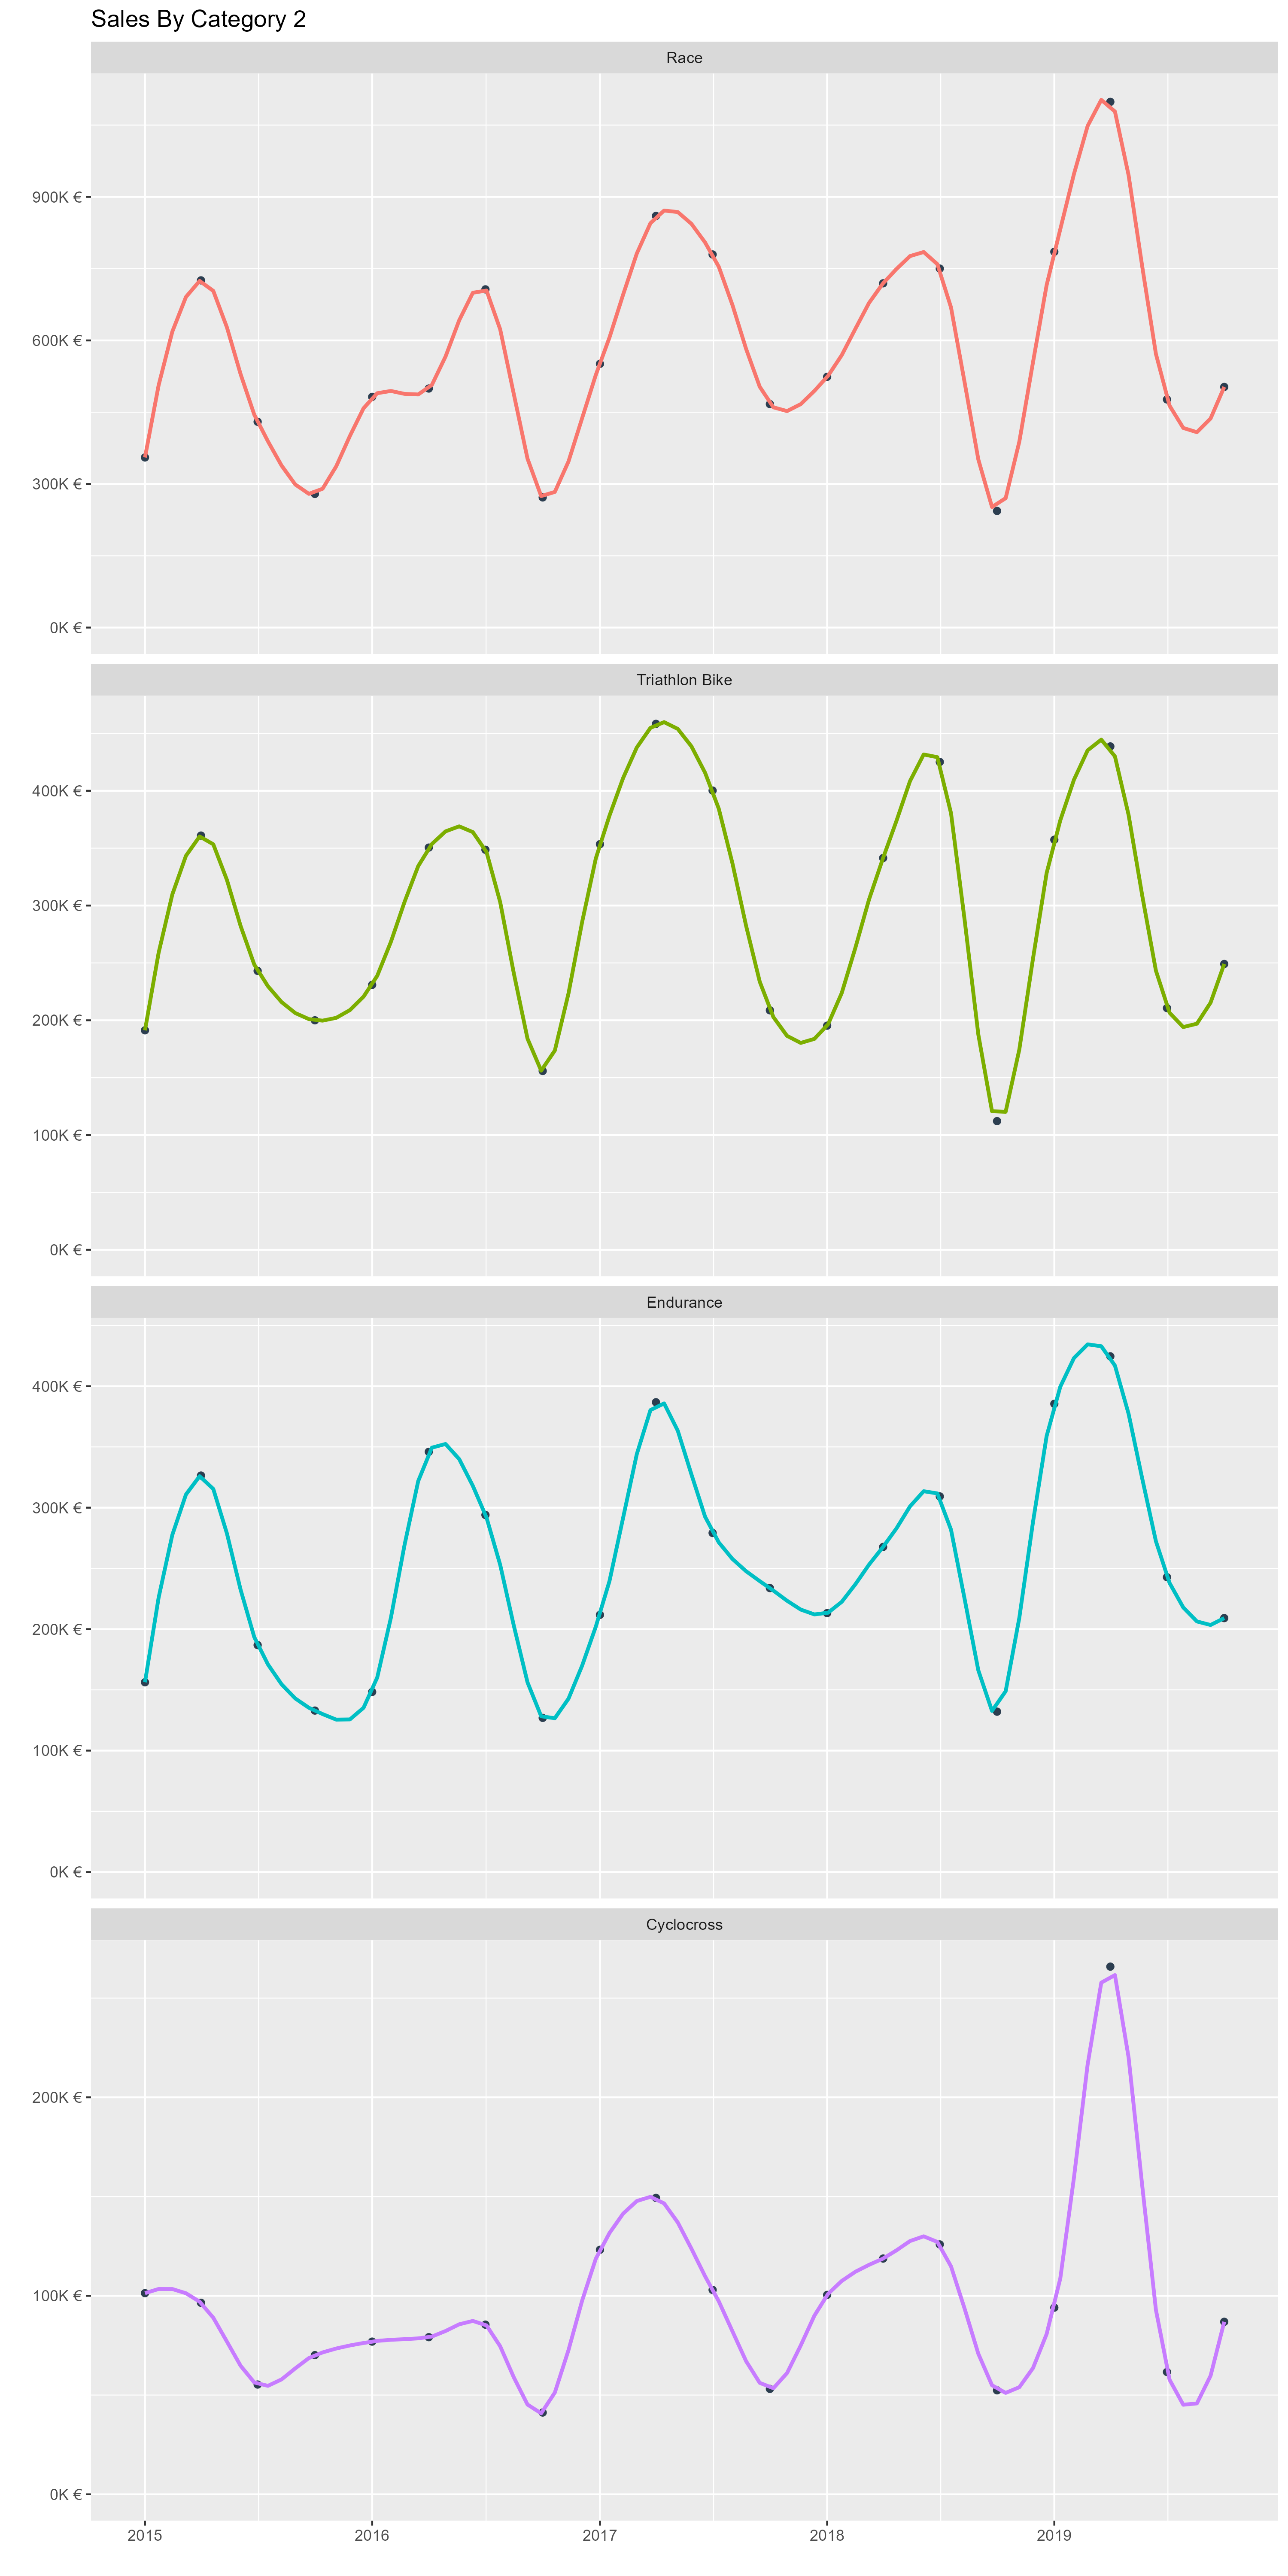 Sales By Category 2
Race
900K €
600K €
300K €
0K €
Triathlon Bike
400K €
300K €
200K €
100K €
0K €
Endurance
400K €
300K €
200K €
100K €
0K €
Cyclocross
200K €
100K €
0K €
2015 2016 2017 2018 2019